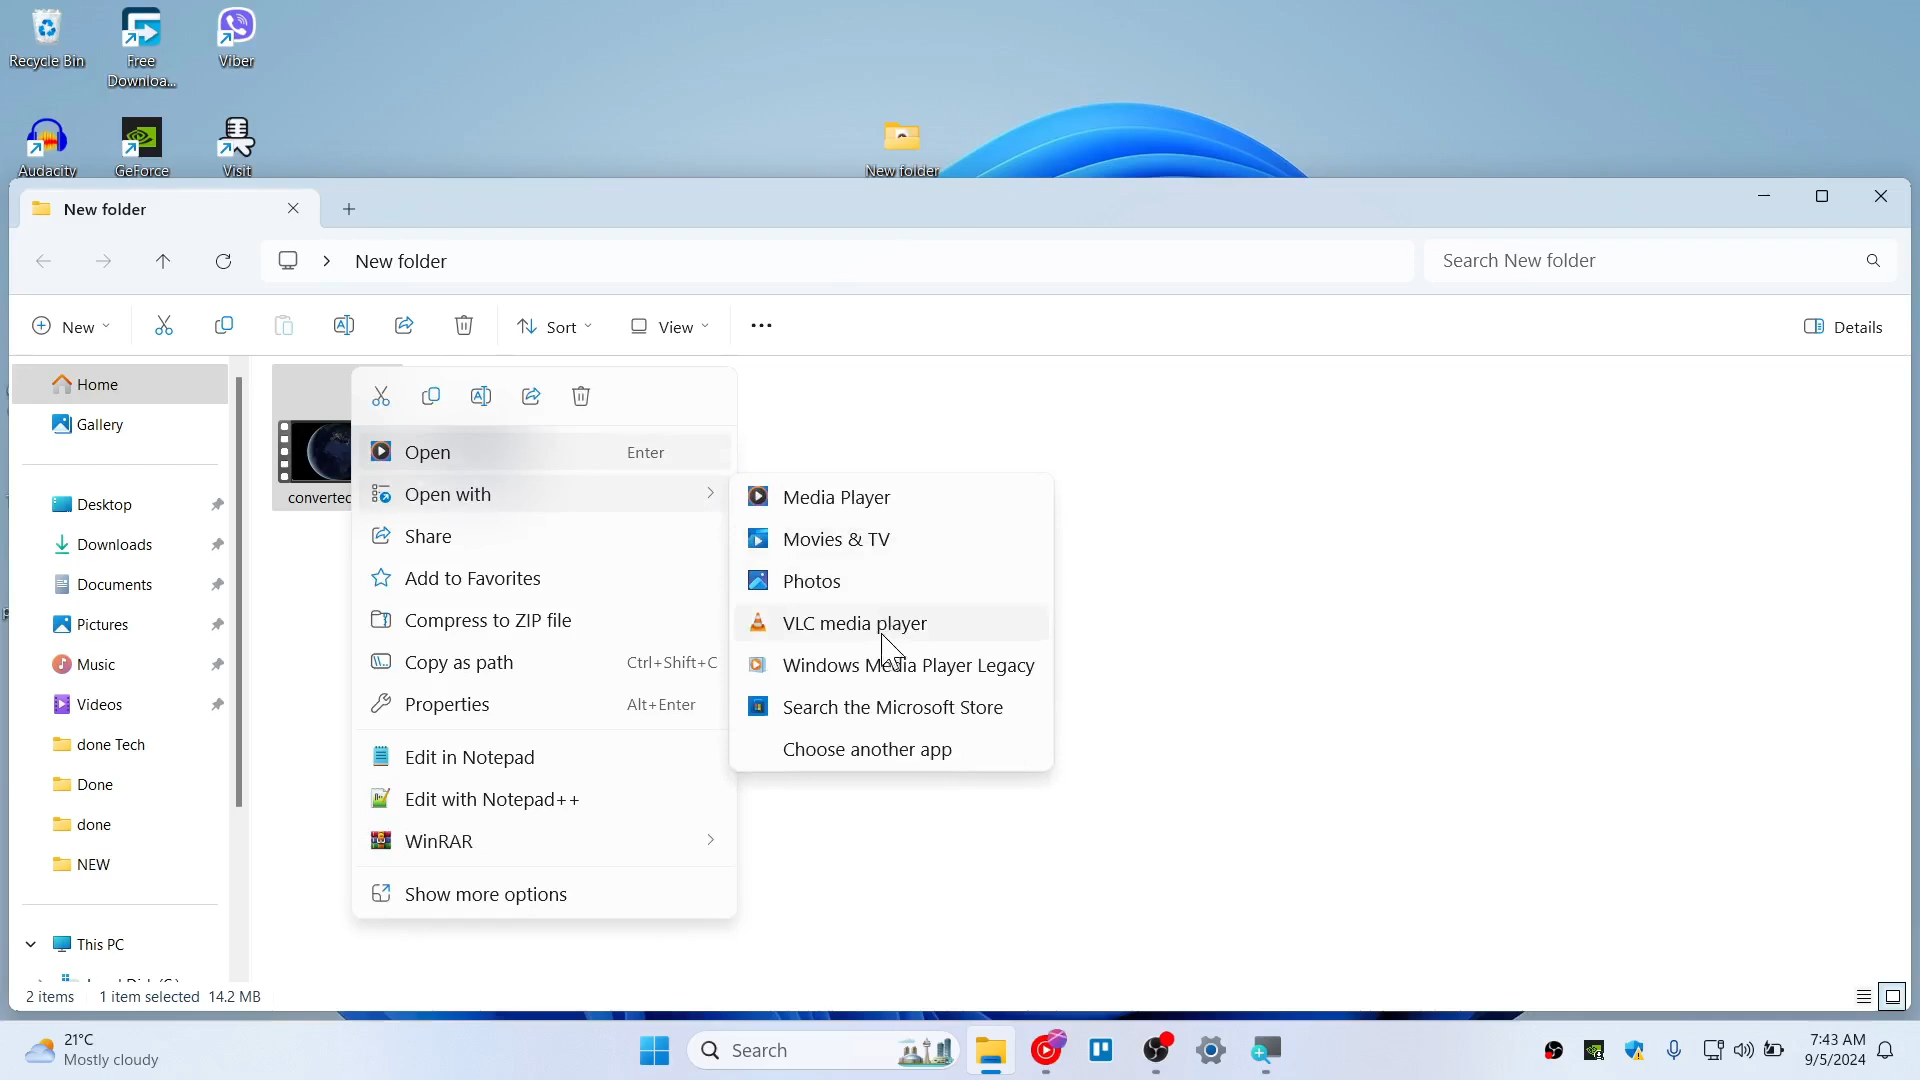 Recycle Bin
Free
Downloa...
Viber
Audacity
GeForce
Visit
New folder
New folder
New folder
Search New folder
New
Sort
View
Details
Home
Gallery
Desktop
Downloads
Documents
Pictures
Music
Videos
done Tech
Done
done
NEW
This PC
converted
Open
Enter
Open with
Share
Add to Favorites
Compress to ZIP file
Copy as path
Ctrl+Shift+C
Properties
Alt+Enter
Edit in Notepad
Edit with Notepad++
WinRAR
Show more options
Media Player
Movies & TV
Photos
VLC media player
Windows Media Player Legacy
Search the Microsoft Store
Choose another app
2 items
1 item selected
14.2 MB
21°C
Mostly cloudy
Search
7:43 AM
9/5/2024